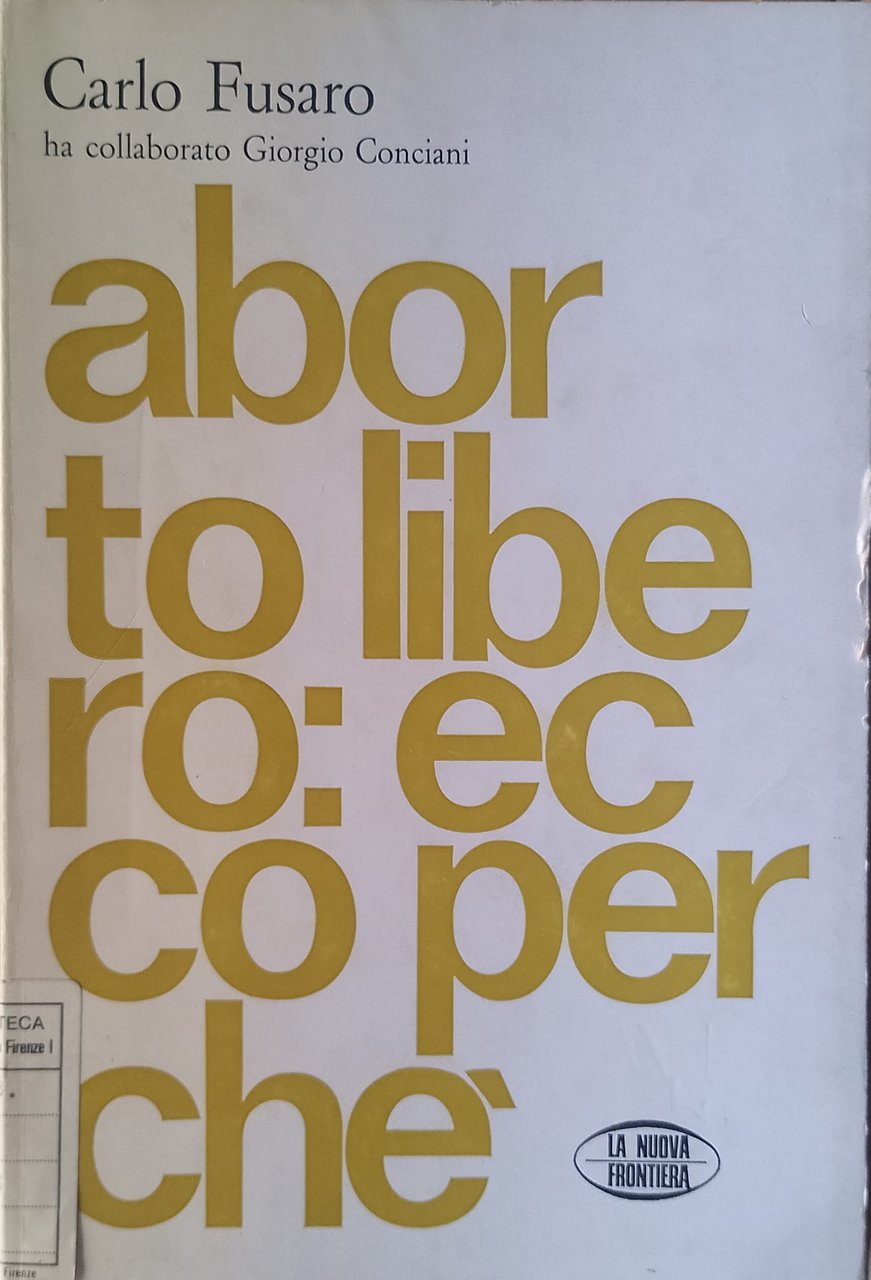 Carlo Fusaro
ha collaborato Giorgio Conciani
abor
to libe
ro: ec
co per
chè
LA NUOVA
FRONTIERA
TECA
Firenze I
Firenze